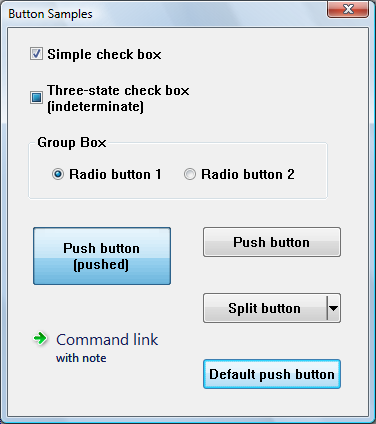 Button Samples
Simple check box
Three-state check box
(indeterminate)
Group Box
Radio button 1
Radio button 2
Push button
(pushed)
Push button
Split button
Command link
with note
Default push button